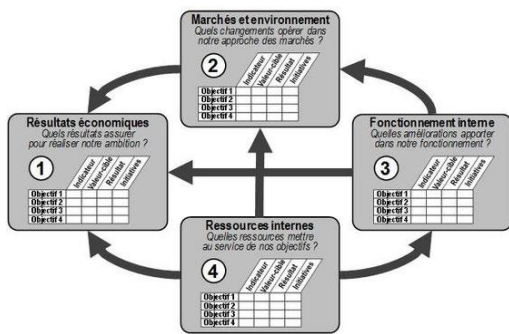 Marchés et environnement
Quels changements opérer dans
notre approche des marchés ?
2
Indicateur
Valeur-cible
Résultat
Initiatives
Objectif 1
Objectif 2
Objectif 3
Objectif 4
Résultats économiques
Quels résultats assurer
pour réaliser notre ambition ?
1
Indicateur
Valeur-cible
Résultat
Initiatives
Objectif 1
Objectif 2
Objectif 3
Objectif 4
Fonctionnement interne
Quelles améliorations apporter
dans notre fonctionnement ?
3
Indicateur
Valeur-cible
Résultat
Initiatives
Objectif 1
Objectif 2
Objectif 3
Objectif 4
Ressources internes
Quelles ressources mettre
au service de nos objectifs ?
4
Indicateur
Valeur-cible
Résultat
Initiatives
Objectif 1
Objectif 2
Objectif 3
Objectif 4